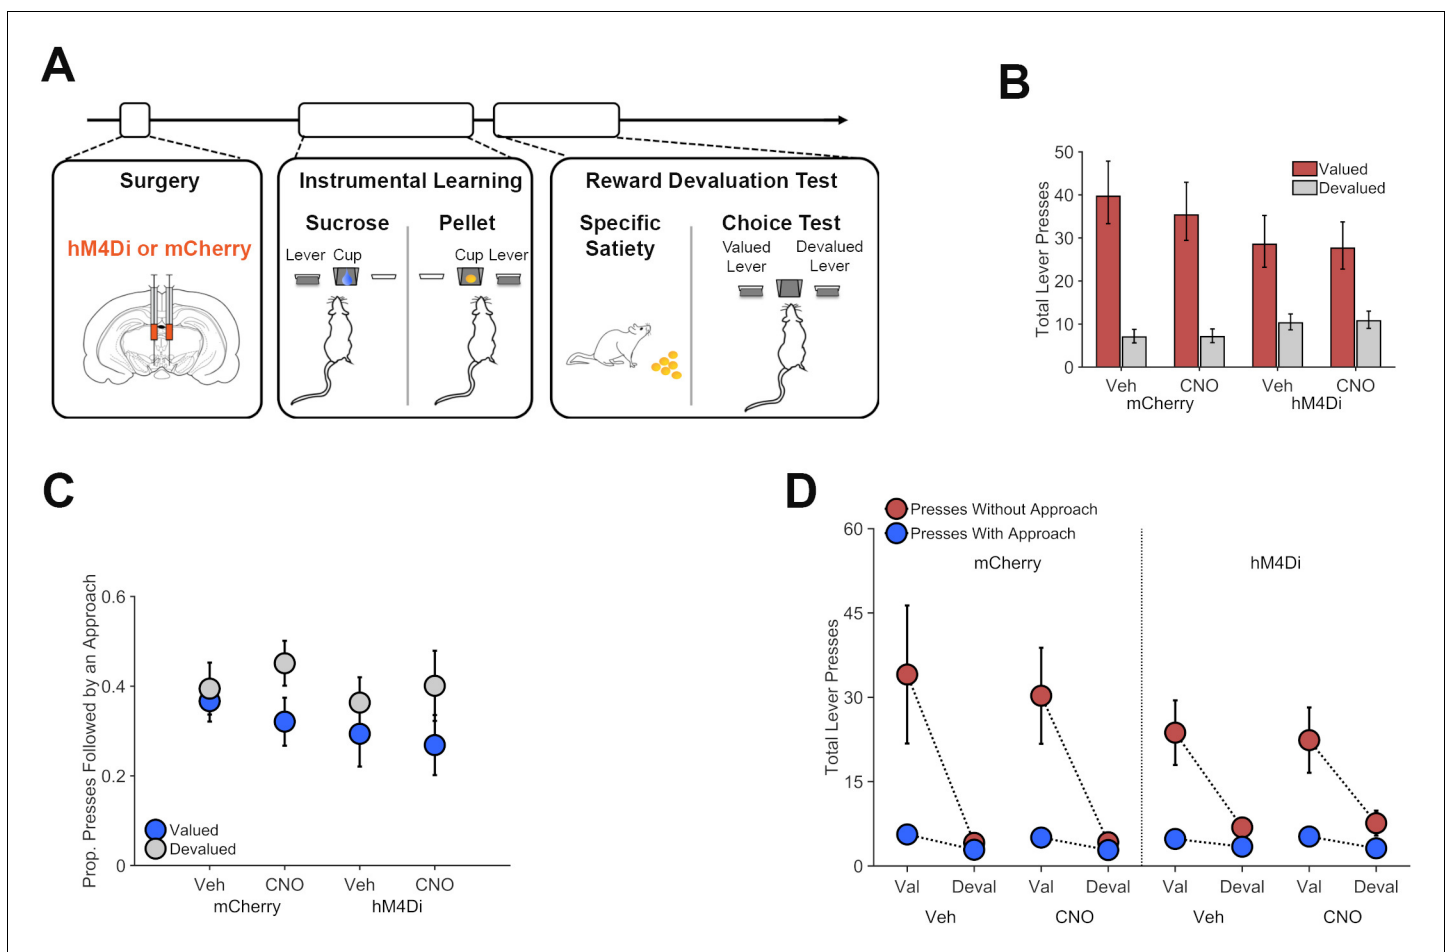 A
Surgery
hM4Di or mCherry
Instrumental Learning
Sucrose
Pellet
Lever
Cup
Cup
Lever
Reward Devaluation Test
Specific
Satiety
Choice Test
Valued
Lever
Devalued
Lever
B
Total Lever Presses
50
40
30
20
10
0
Valued
Devalued
Veh
CNO
Veh
CNO
mCherry
hM4Di
C
Prop. Presses Followed by an Approach
0.6
0.4
0.2
0
Valued
Devalued
Veh
CNO
Veh
CNO
mCherry
hM4Di
D
Presses Without Approach
Presses With Approach
mCherry
hM4Di
Total Lever Presses
60
45
30
15
0
Val
Deval
Val
Deval
Val
Deval
Val
Deval
Veh
CNO
Veh
CNO